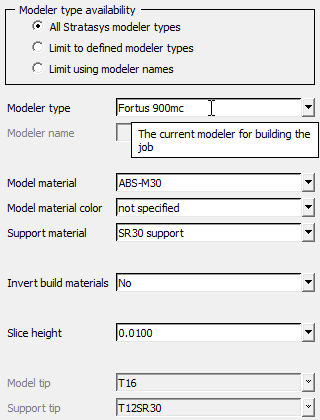 Modeler type availability
All Stratasys modeler types
Limit to defined modeler types
Limit using modeler names
Modeler type Fortus 900mc
Modeler name
The current modeler for building the
job
Model material ABS-M30
Model material color not specified
Support material SR30 support
Invert build materials No
Slice height 0.0100
Model tip T16
Support tip T12SR30